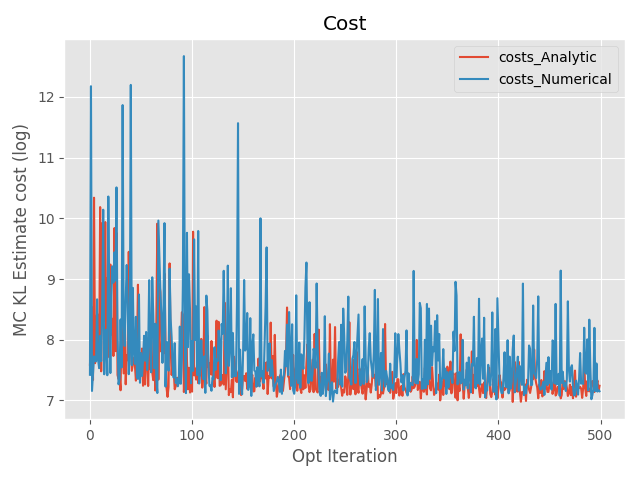 Cost
costs_Analytic
costs_Numerical
MC KL Estimate cost (log)
12
11
10
9
8
7
0
100
200
300
400
500
Opt Iteration